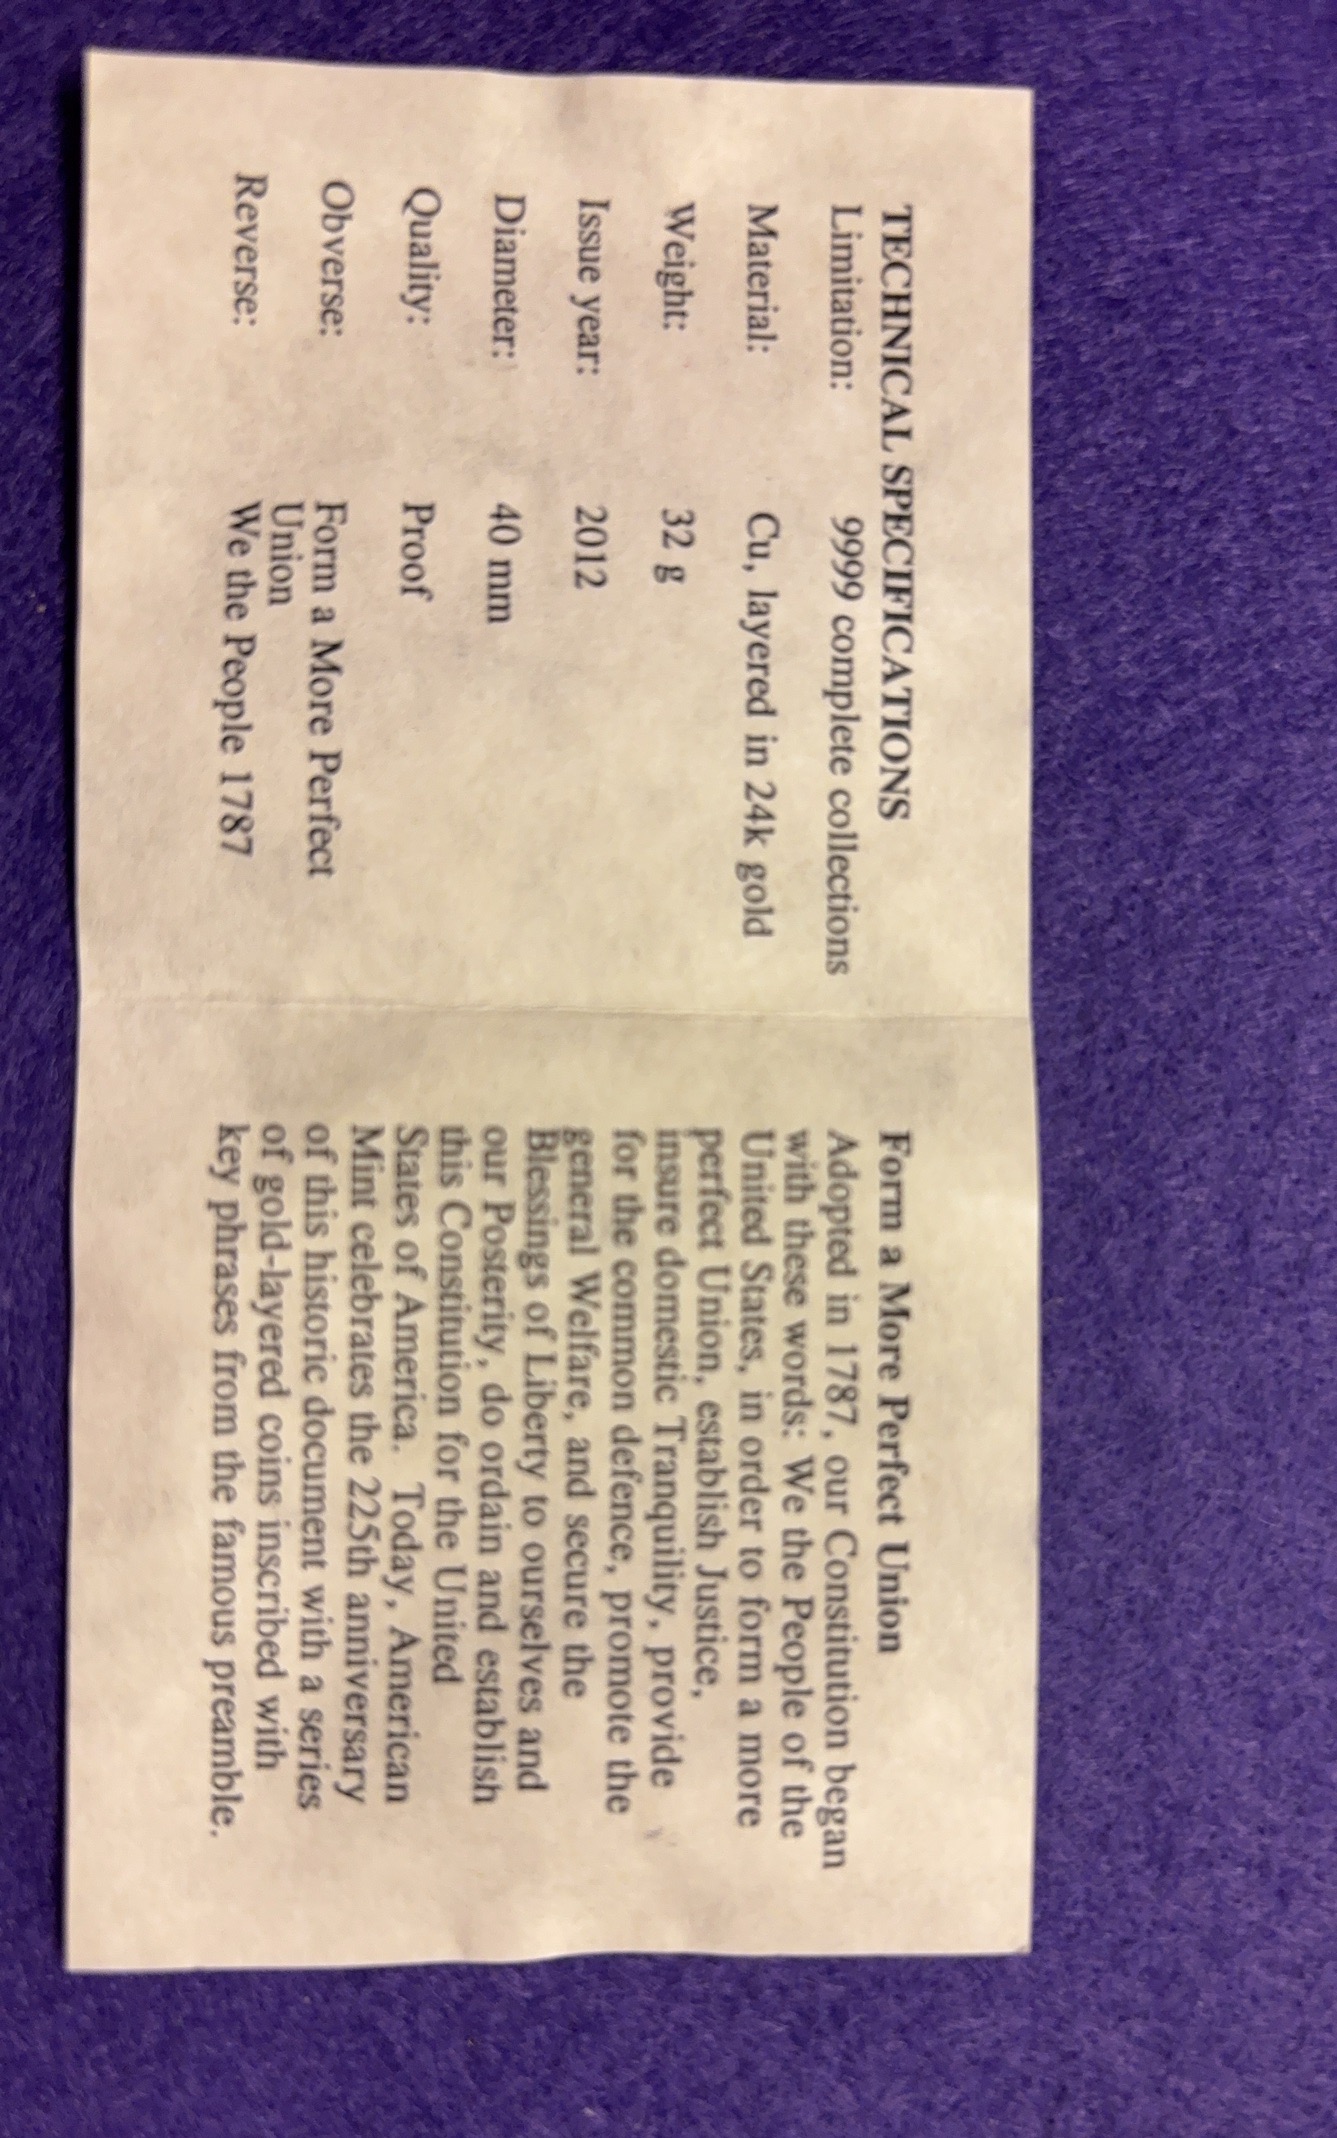 TECHNICAL SPECIFICATIONS
Limitation: 9999 complete collections
Material: Cu, layered in 24k gold
Weight: 32 g
Issue year: 2012
Diameter: 40 mm
Quality: Proof
Obverse: Form a More Perfect
Union
Reverse: We the People 1787
Form a More Perfect Union
Adopted in 1787, our Constitution began
with these words: We the People of the
United States, in order to form a more
perfect Union, establish Justice,
insure domestic Tranquility, provide
for the common defence, promote the
general Welfare, and secure the
Blessings of Liberty to ourselves and
our Posterity, do ordain and establish
this Constitution for the United
States of America. Today, American
Mint celebrates the 225th anniversary
of this historic document with a series
of gold-layered coins inscribed with
key phrases from the famous preamble.